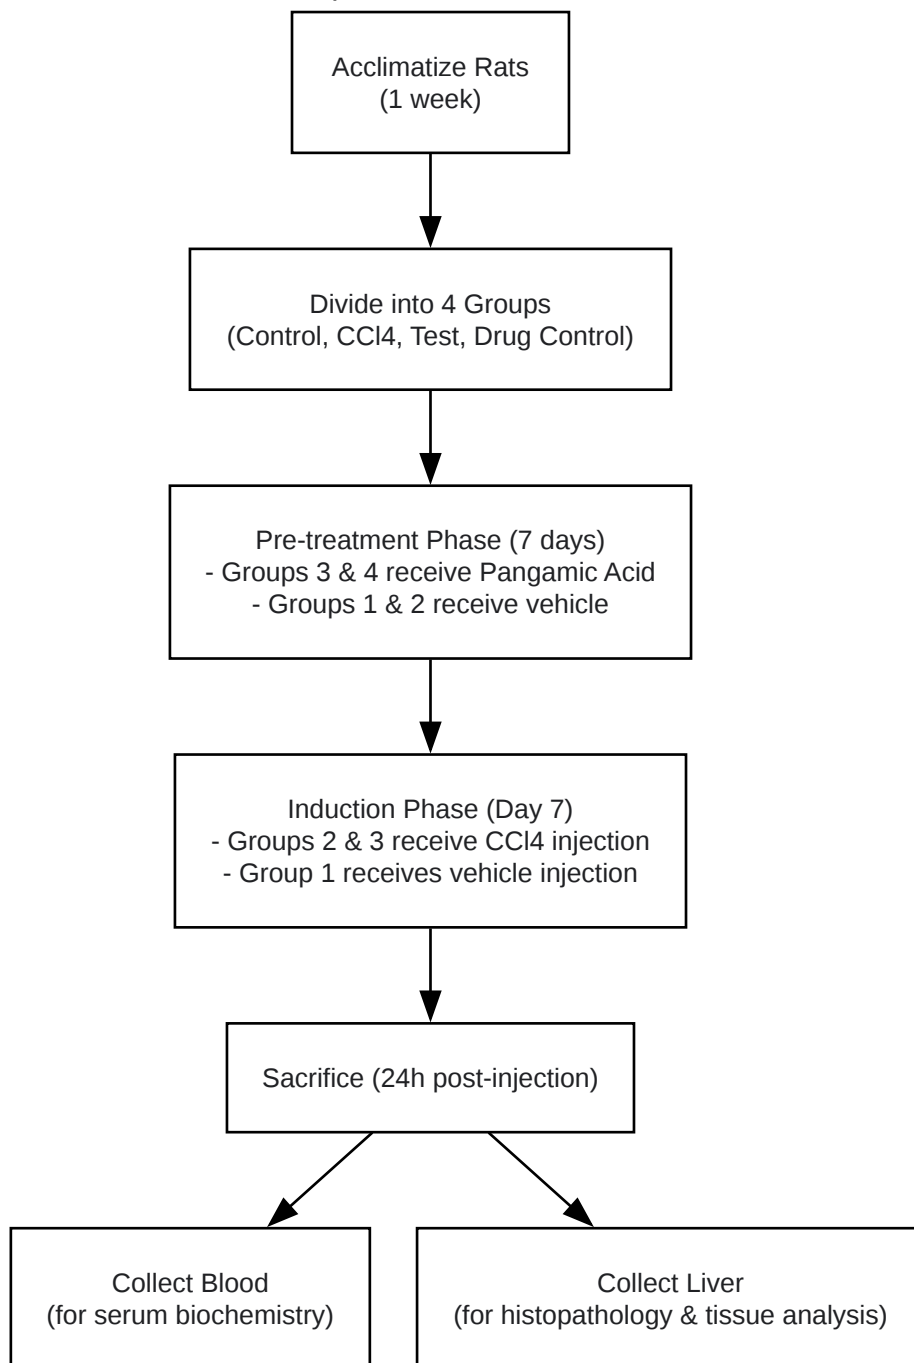 Acclimatize Rats
(1 week)
Divide into 4 Groups
(Control, CCl4, Test, Drug Control)
Pre-treatment Phase (7 days)
- Groups 3 & 4 receive Pangamic Acid
- Groups 1 & 2 receive vehicle
Induction Phase (Day 7)
- Groups 2 & 3 receive CCl4 injection
- Group 1 receives vehicle injection
Sacrifice (24h post-injection)
Collect Blood
(for serum biochemistry)
Collect Liver
(for histopathology & tissue analysis)